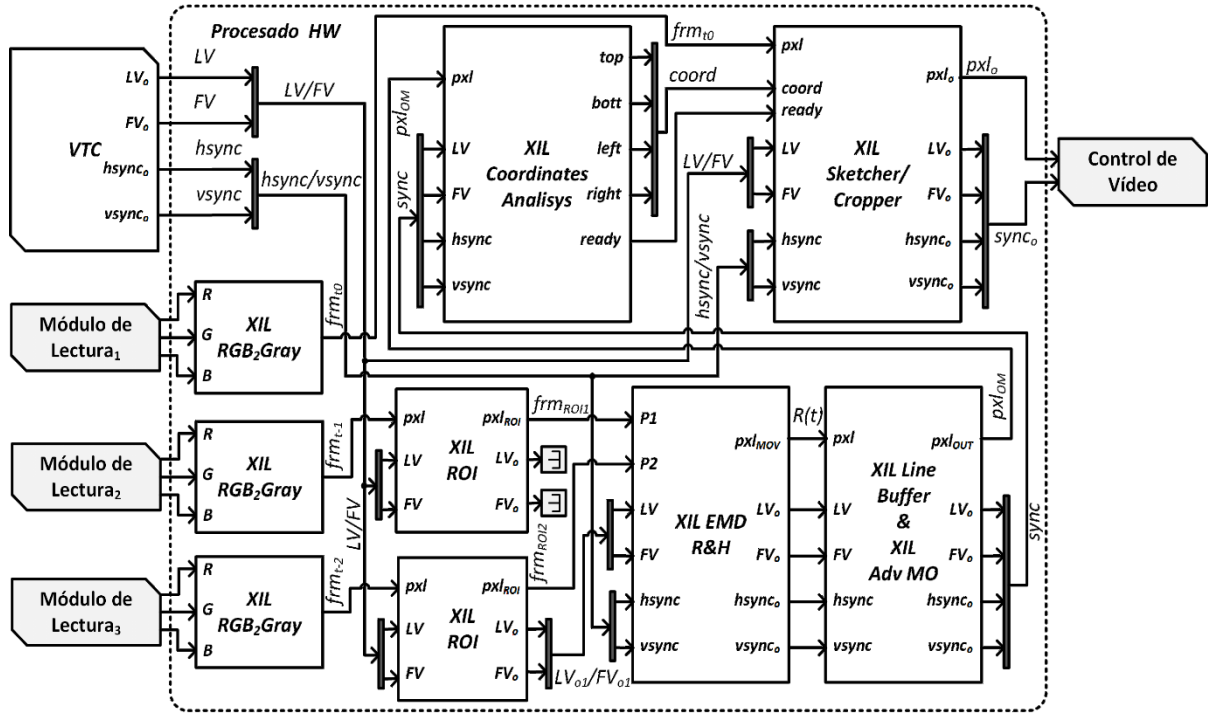 Procesado HW
VTC
LVo
FVo
hsynco
vsynco
LV
FV
hsync
vsync
LV/FV
hsync/vsync
pxlOM
sync
pxl
LV
FV
hsync
vsync
XIL
Coordinates
Analisys
top
bott
left
right
ready
coord
frmt0
LV/FV
hsync/vsync
pxl
coord
ready
LV
FV
hsync
vsync
XIL
Sketcher/
Cropper
pxlo
LVo
FVo
hsynco
vsynco
pxlo
synco
Control de
Vídeo
Módulo de
Lectura1
R
G
B
XIL
RGB2Gray
frmt0
Módulo de
Lectura2
R
G
B
XIL
RGB2Gray
frmt-1
Módulo de
Lectura3
R
G
B
XIL
RGB2Gray
frmt-2
LV/FV
pxl
LV
FV
XIL
ROI
pxlROI
LVo
FVo
frmROI1
frmROI2
pxl
LV
FV
XIL
ROI
pxlROI
LVo
FVo
LVo1/FVo1
P1
P2
LV
FV
hsync
vsync
XIL EMD
R&H
pxlMOV
LVo
FVo
hsynco
vsynco
R(t)
pxl
LV
FV
hsync
vsync
XIL Line
Buffer
&
XIL
Adv MO
pxlOUT
LVo
FVo
hsynco
vsynco
pxlOM
sync